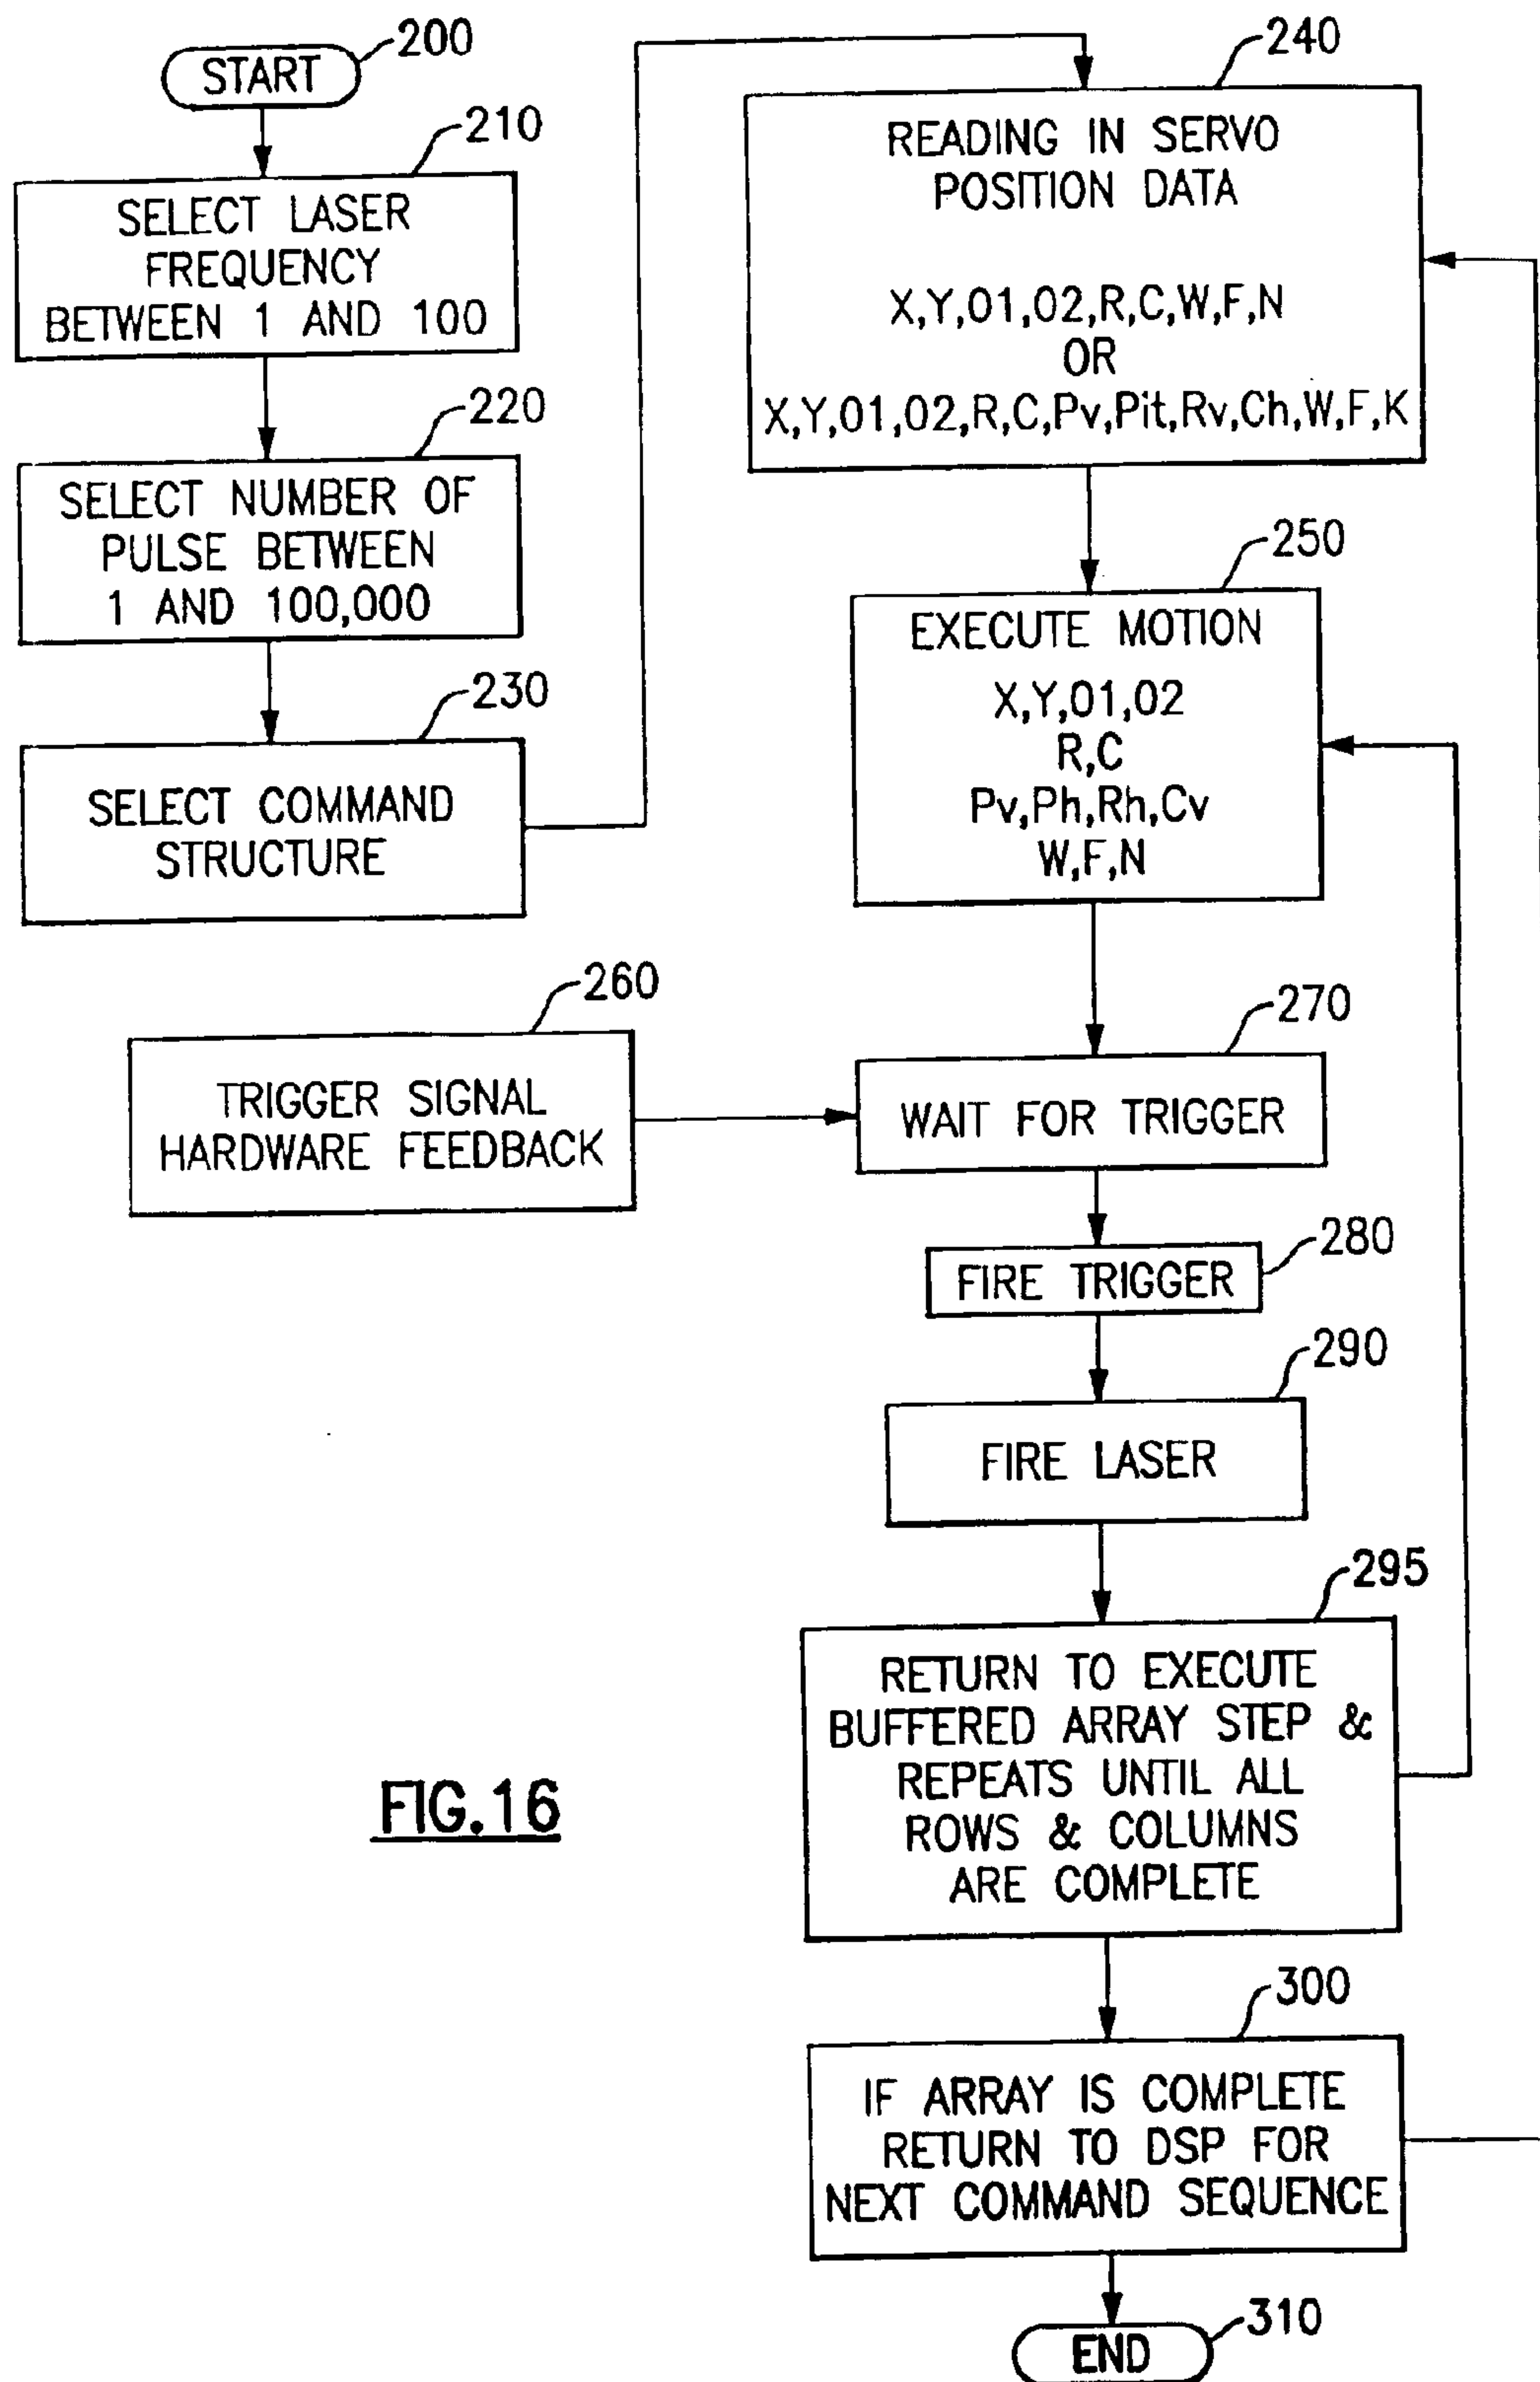 START
200
210
SELECT LASER
FREQUENCY
BETWEEN 1 AND 100
220
SELECT NUMBER OF
PULSE BETWEEN
1 AND 100,000
230
SELECT COMMAND
STRUCTURE
240
READING IN SERVO
POSITION DATA
X,Y,01,02,R,C,W,F,N
OR
X,Y,01,02,R,C,Pv,Pit,Rv,Ch,W,F,K
250
EXECUTE MOTION
X,Y,01,02
R,C
Pv,Ph,Rh,Cv
W,F,N
260
TRIGGER SIGNAL
HARDWARE FEEDBACK
270
WAIT FOR TRIGGER
280
FIRE TRIGGER
290
FIRE LASER
295
RETURN TO EXECUTE
BUFFERED ARRAY STEP &
REPEATS UNTIL ALL
ROWS & COLUMNS
ARE COMPLETE
300
IF ARRAY IS COMPLETE
RETURN TO DSP FOR
NEXT COMMAND SEQUENCE
310
END
FIG.16